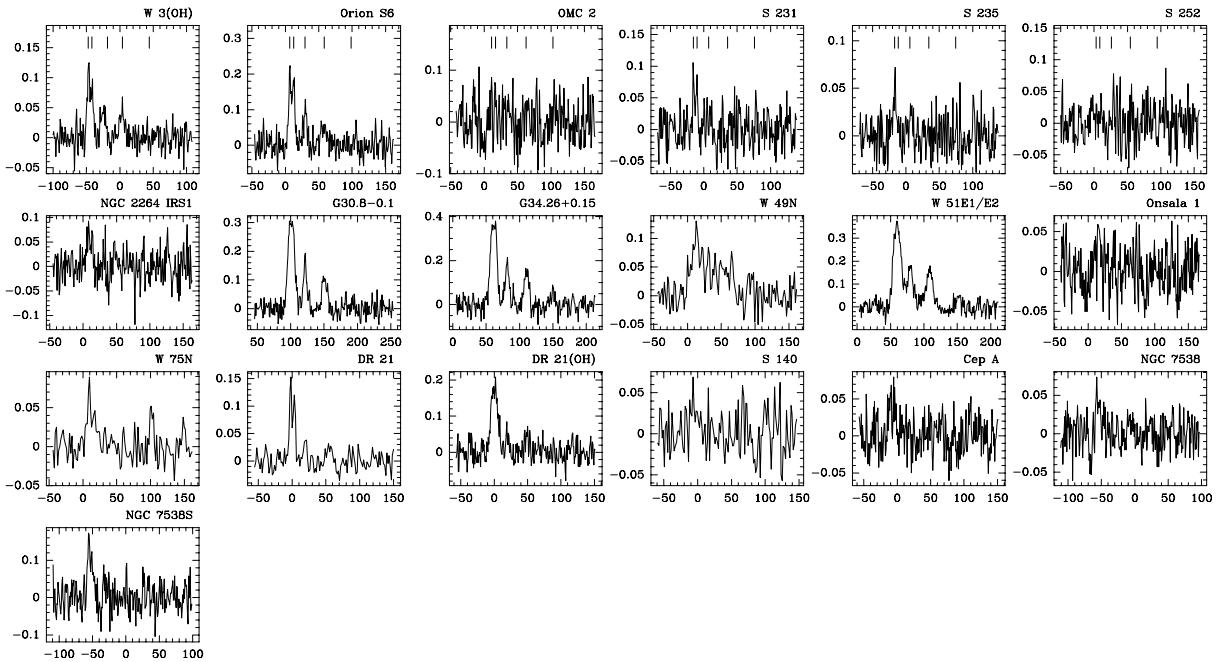 W 3(OH) Orion S6 OMC 2 S 231 S 235 S 252
0.15 0.1 0.05 0 −0.05
−100 −50 0 50 100
0.3 0.2 0.1 0
−50 0 50 100 150
0.1 0 −0.1
−50 0 50 100 150
0.15 0.1 0.05 0 −0.05
−50 0 50 100
0.1 0.05 0
−50 0 50 100
0.1 0.05 0 −0.05
−50 0 50 100 150
NGC 2264 IRS1 G30.8−0.1 G34.26+0.15 W 49N W 51E1/E2 Onsala 1
0.1 0.05 0 −0.05 −0.1
−50 0 50 100 150
0.3 0.2 0.1 0
50 100 150 200 250
0.4 0.3 0.2 0.1 0
0 50 100 150 200
0.1 0.05 0 −0.05
−50 0 50 100 150
0.3 0.2 0.1 0
0 50 100 150 200
0.05 0 −0.05
0 50 100 150
W 75N DR 21 DR 21(OH) S 140 Cep A NGC 7538
0.05 0 −0.05
−50 0 50 100 150
0.15 0.1 0.05 0
−50 0 50 100 150
0.2 0.1 0
−50 0 50 100 150
0.05 0 −0.05
−50 0 50 100 150
0.05 0 −0.05
−50 0 50 100 150
0.05 0 −0.05
−100 −50 0 50 100
NGC 7538S
0.1 0 −0.1
−100 −50 0 50 100